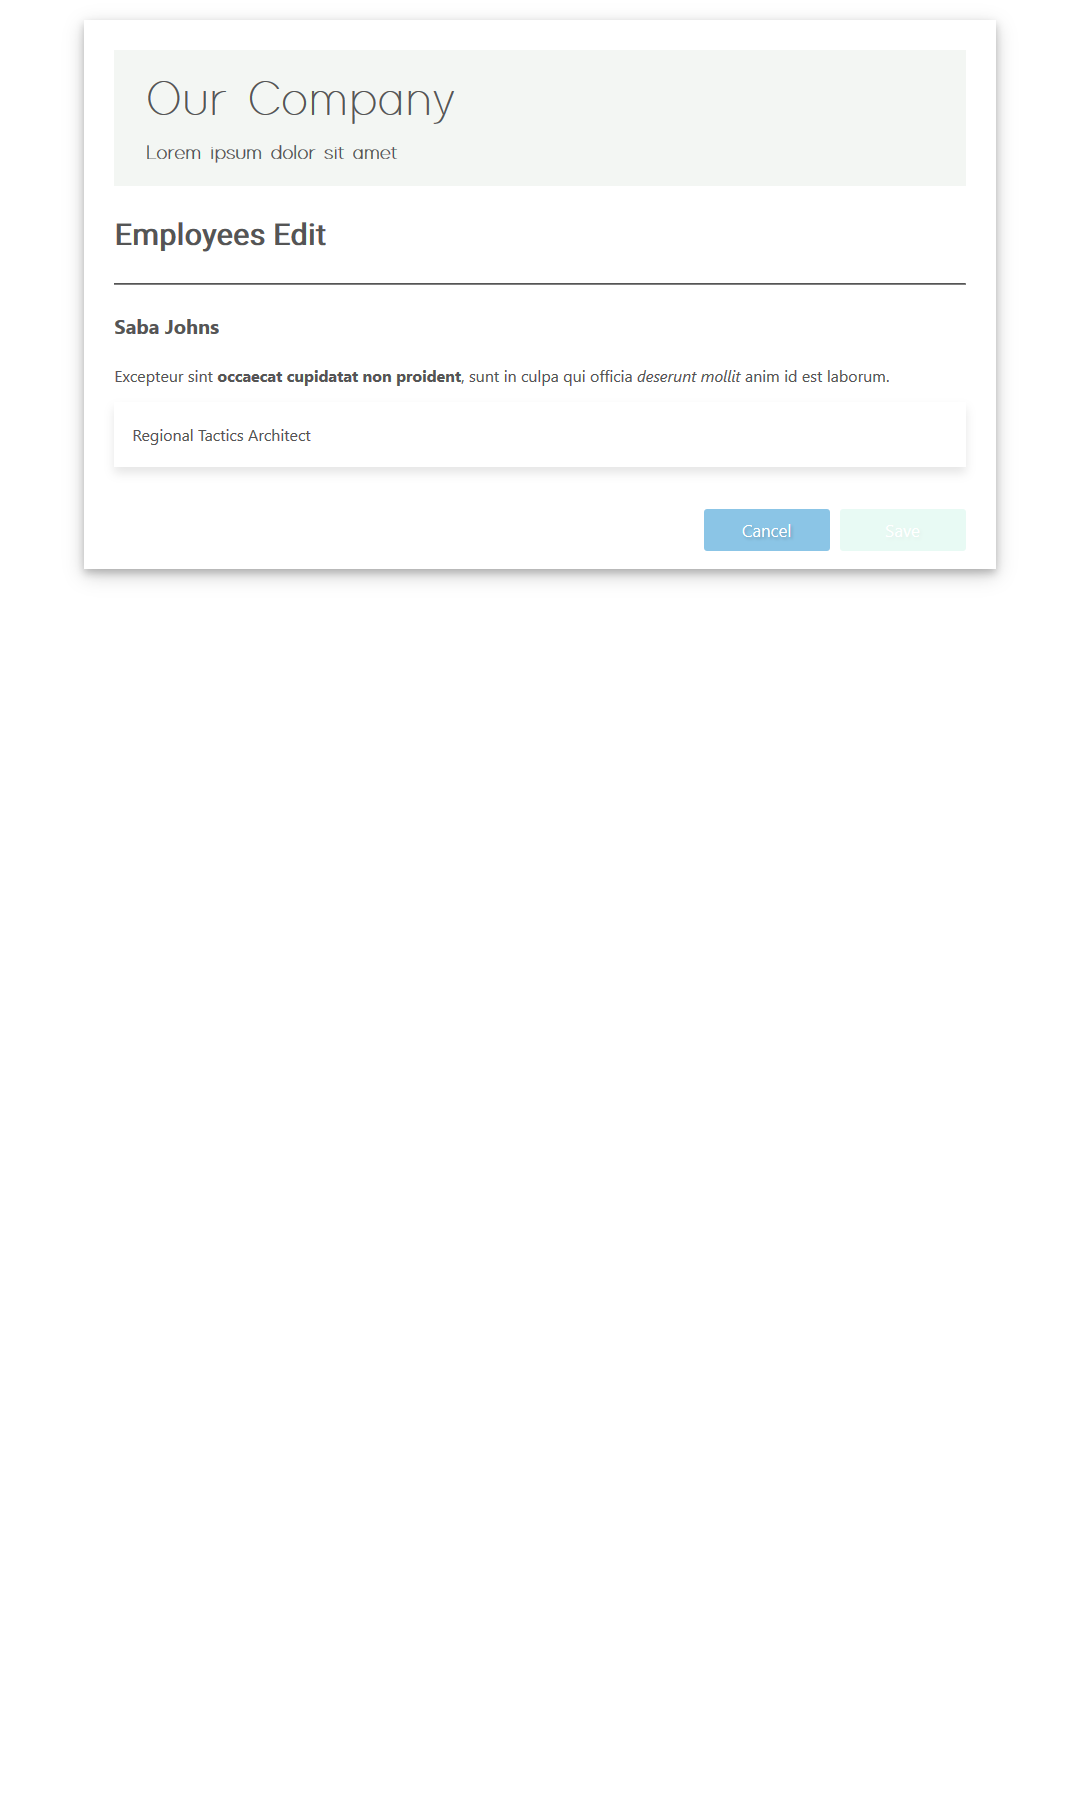 Our Company
Lorem ipsum dolor sit amet
Employees Edit
Saba Johns
Excepteur sint occaecat cupidatat non proident, sunt in culpa qui officia deserunt mollit anim id est laborum.
Regional Tactics Architect
Cancel
Save